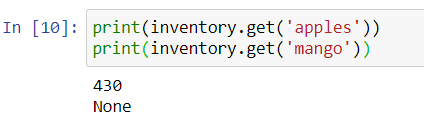 In [10]: print(inventory.get('apples'))
print(inventory.get('mango'))
430
None